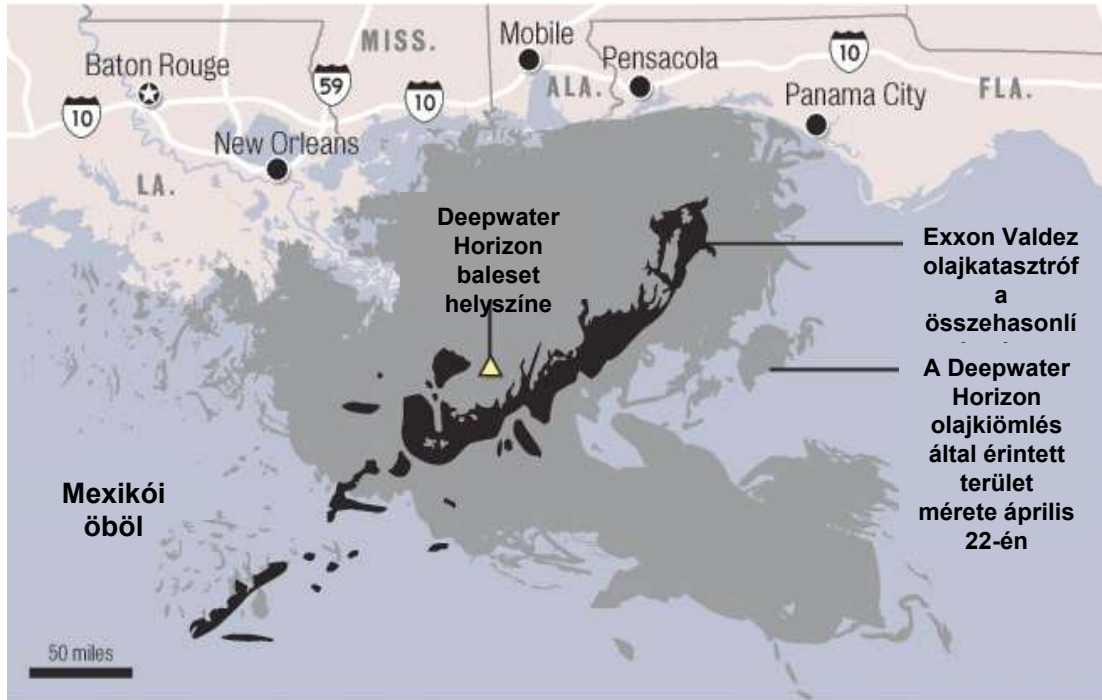 MISS.
Mobile
Baton Rouge
59
10
Pensacola
10
10
ALA.
FLA.
Panama City
New Orleans
LA.
Deepwater
Horizon
baleset
helyszíne
Exxon Valdez
olajkatasztróf
a
összehasonlí
A Deepwater
Horizon
olajkiömlés
által érintett
terület
mérete április
22-én
Mexikói
öböl
50 miles